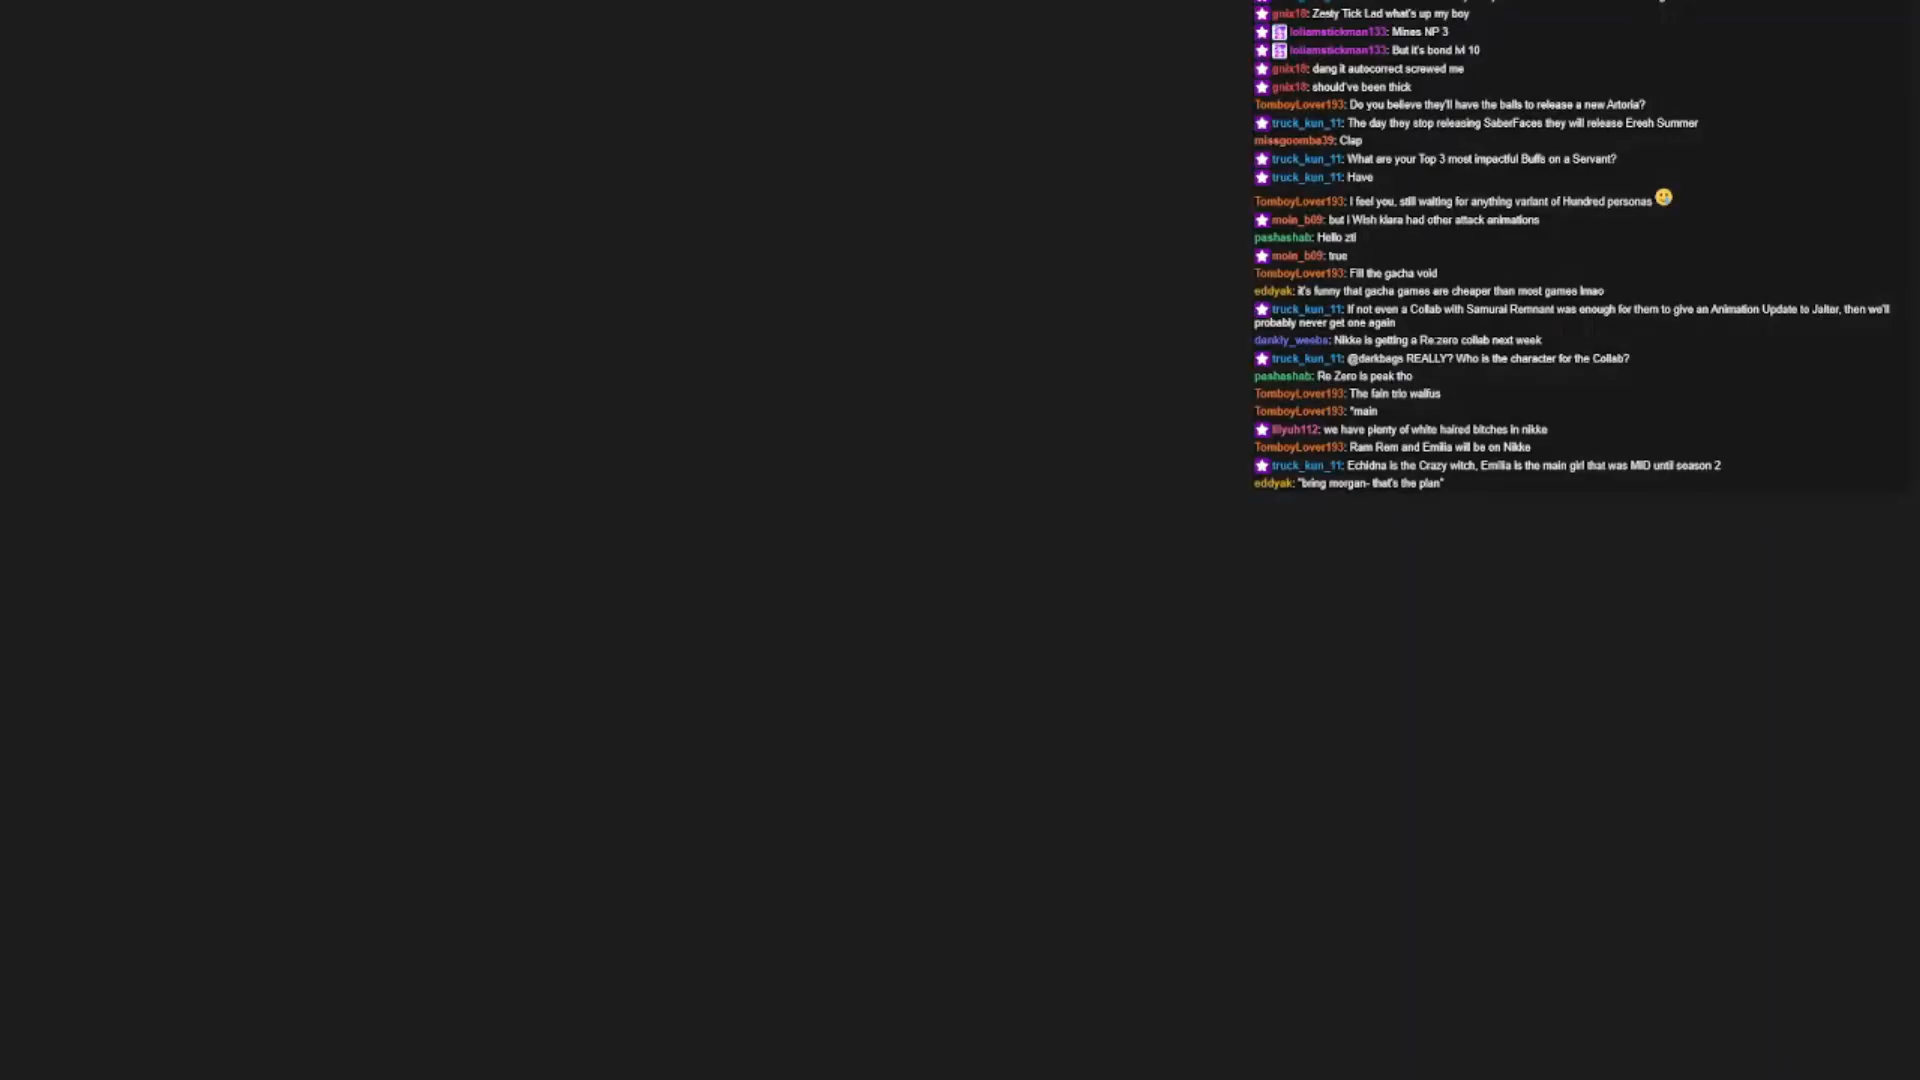 gnix18: Zesty Tick Lad what's up my boy
loliamstickman133: Mines NP 3
loliamstickman133: But it's bond lvl 10
gnix18: dang it autocorrect screwed me
gnix18: should've been thick
TomboyLover193: Do you believe they'll have the balls to release a new Artoria?
truck_kun_11: The day they stop releasing SaberFaces they will release Eresh Summer
missgoomba39: Clap
truck_kun_11: What are your Top 3 most impactful Buffs on a Servant?
truck_kun_11: Have
TomboyLover193: I feel you, still waiting for anything variant of Hundred personas
moin_b09: but i Wish kiara had other attack animations
pashashab: Hello ztl
moin_b09: true
TomboyLover193: Fill the gacha void
eddyak: it's funny that gacha games are cheaper than most games lmao
truck_kun_11: If not even a Collab with Samurai Remnant was enough for them to give an Animation Update to Jalter, then we'll
probably never get one again
dankly_weebs: Nikke is getting a Re:zero collab next week
truck_kun_11: @darkbags REALLY? Who is the character for the Collab?
pashashab: Re Zero is peak tho
TomboyLover193: The fain trio waifus
TomboyLover193: *main
lilyuh112: we have plenty of white haired bitches in nikke
TomboyLover193: Ram Rem and Emilia will be on Nikke
truck_kun_11: Echidna is the Crazy witch, Emilia is the main girl that was MID until season 2
eddyak: "bring morgan- that's the plan"